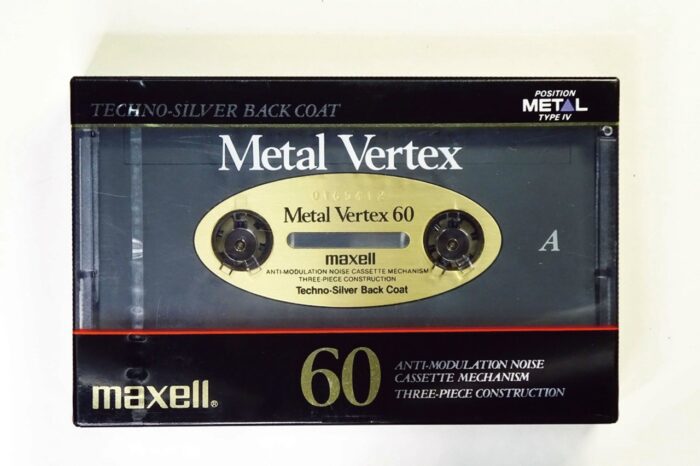 TECHNO-SILVER BACK COAT
POSITION
METAL
TYPE IV
Metal Vertex
Metal Vertex 60
maxell
ANTI-MODULATION NOISE CASSETTE MECHANISM
THREE-PIECE CONSTRUCTION
Techno-Silver Back Coat
A
maxell®
60
ANTI-MODULATION NOISE
CASSETTE MECHANISM
THREE-PIECE CONSTRUCTION